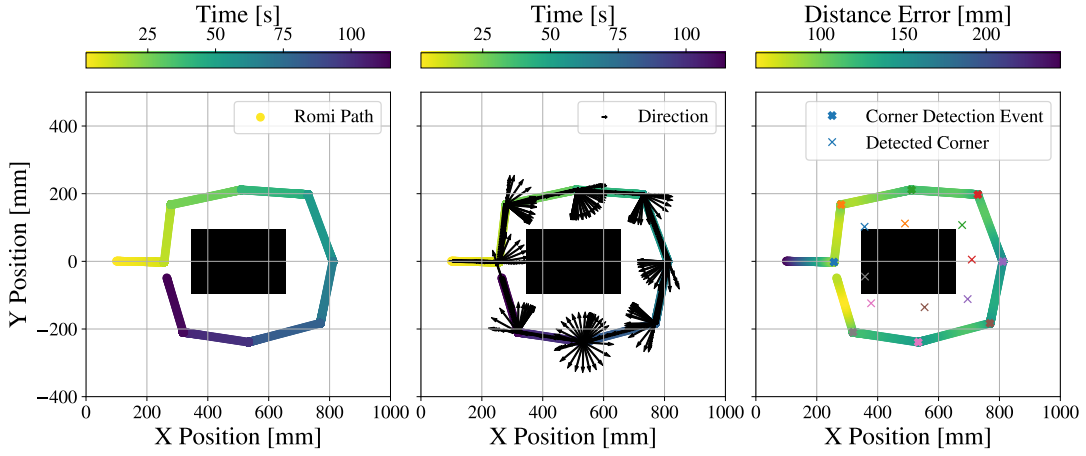 Time [s]
Time [s]
Distance Error [mm]
25 50 75 100
25 50 75 100
100 150 200
Romi Path
Direction
Corner Detection Event
Detected Corner
Y Position [mm]
400
200
0
−200
−400
0 200 400 600 800 1000
0 200 400 600 800 1000
0 200 400 600 800 1000
X Position [mm]
X Position [mm]
X Position [mm]